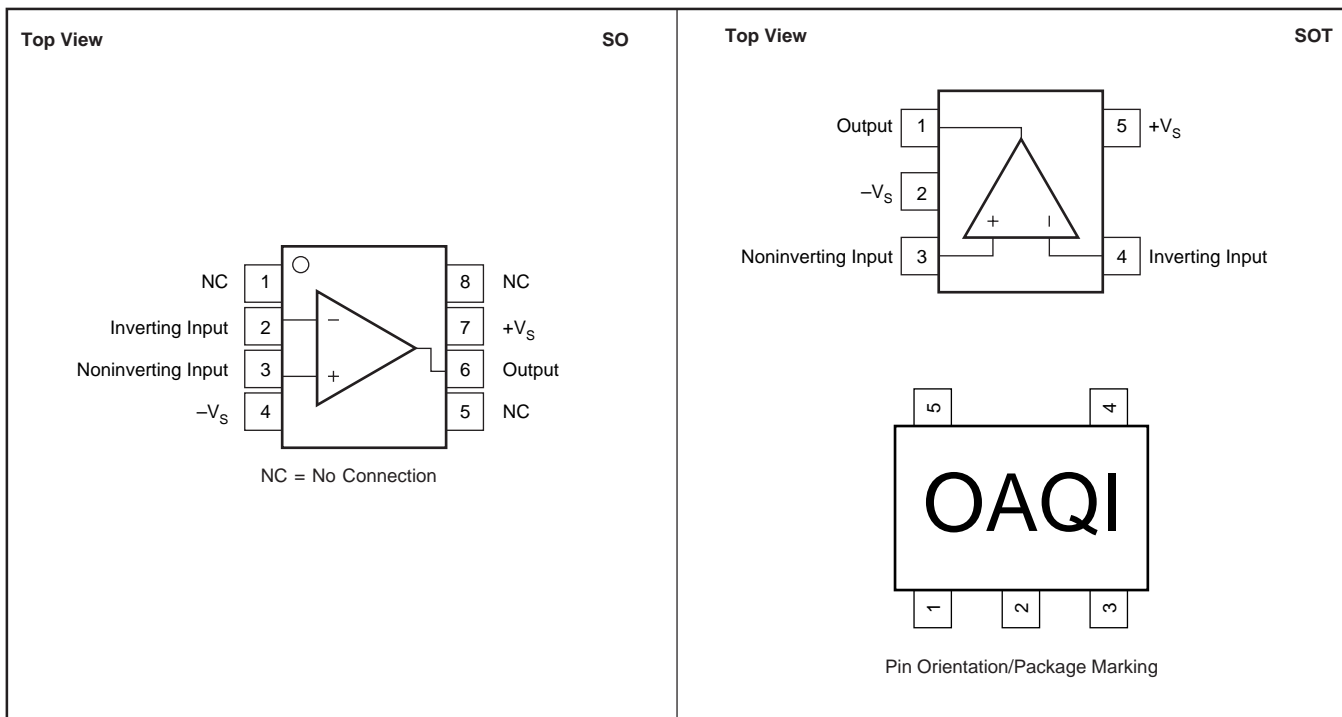 Top View SO
NC 1 8 NC
Inverting Input 2 − 7 +VS
Noninverting Input 3 + 6 Output
–VS 4 5 NC
NC = No Connection
Top View SOT
Output 1 5 +VS
–VS 2
+ –
Noninverting Input 3 4 Inverting Input
5 4
OAQI
1 2 3
Pin Orientation/Package Marking